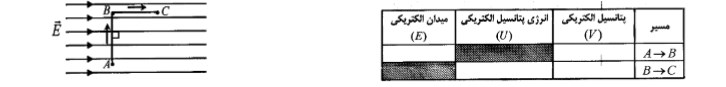 B C
E
A
مسیر پتانسیل الکتریکی (V) انرژی پتانسیل الکتریکی (U) میدان الکتریکی (E)
A → B
B → C